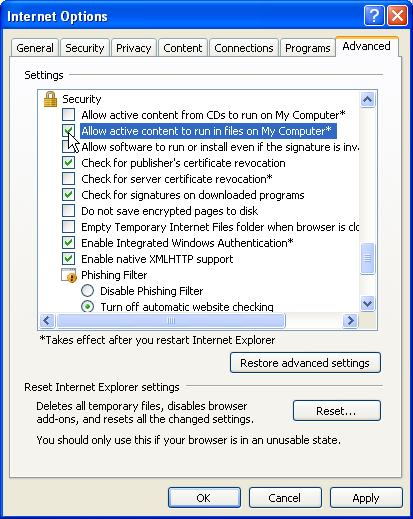 Internet Options
General Security Privacy Content Connections Programs Advanced
Settings
Security
Allow active content from CDs to run on My Computer*
Allow active content to run in files on My Computer*
Allow software to run or install even if the signature is inva
Check for publisher's certificate revocation
Check for server certificate revocation*
Check for signatures on downloaded programs
Do not save encrypted pages to disk
Empty Temporary Internet Files folder when browser is clo
Enable Integrated Windows Authentication*
Enable native XMLHTTP support
Phishing Filter
Disable Phishing Filter
Turn off automatic website checking
*Takes effect after you restart Internet Explorer
Restore advanced settings
Reset Internet Explorer settings
Deletes all temporary files, disables browser
add-ons, and resets all the changed settings.
Reset...
You should only use this if your browser is in an unusable state.
OK Cancel Apply